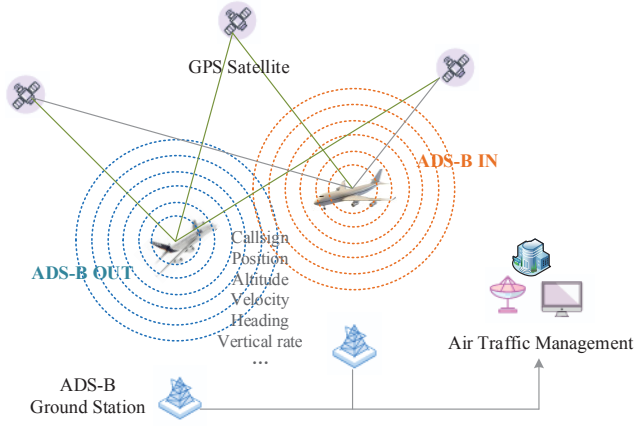 GPS Satellite
ADS-B IN
ADS-B OUT
Callsign
Position
Altitude
Velocity
Heading
Vertical rate
...
Air Traffic Management
ADS-B
Ground Station